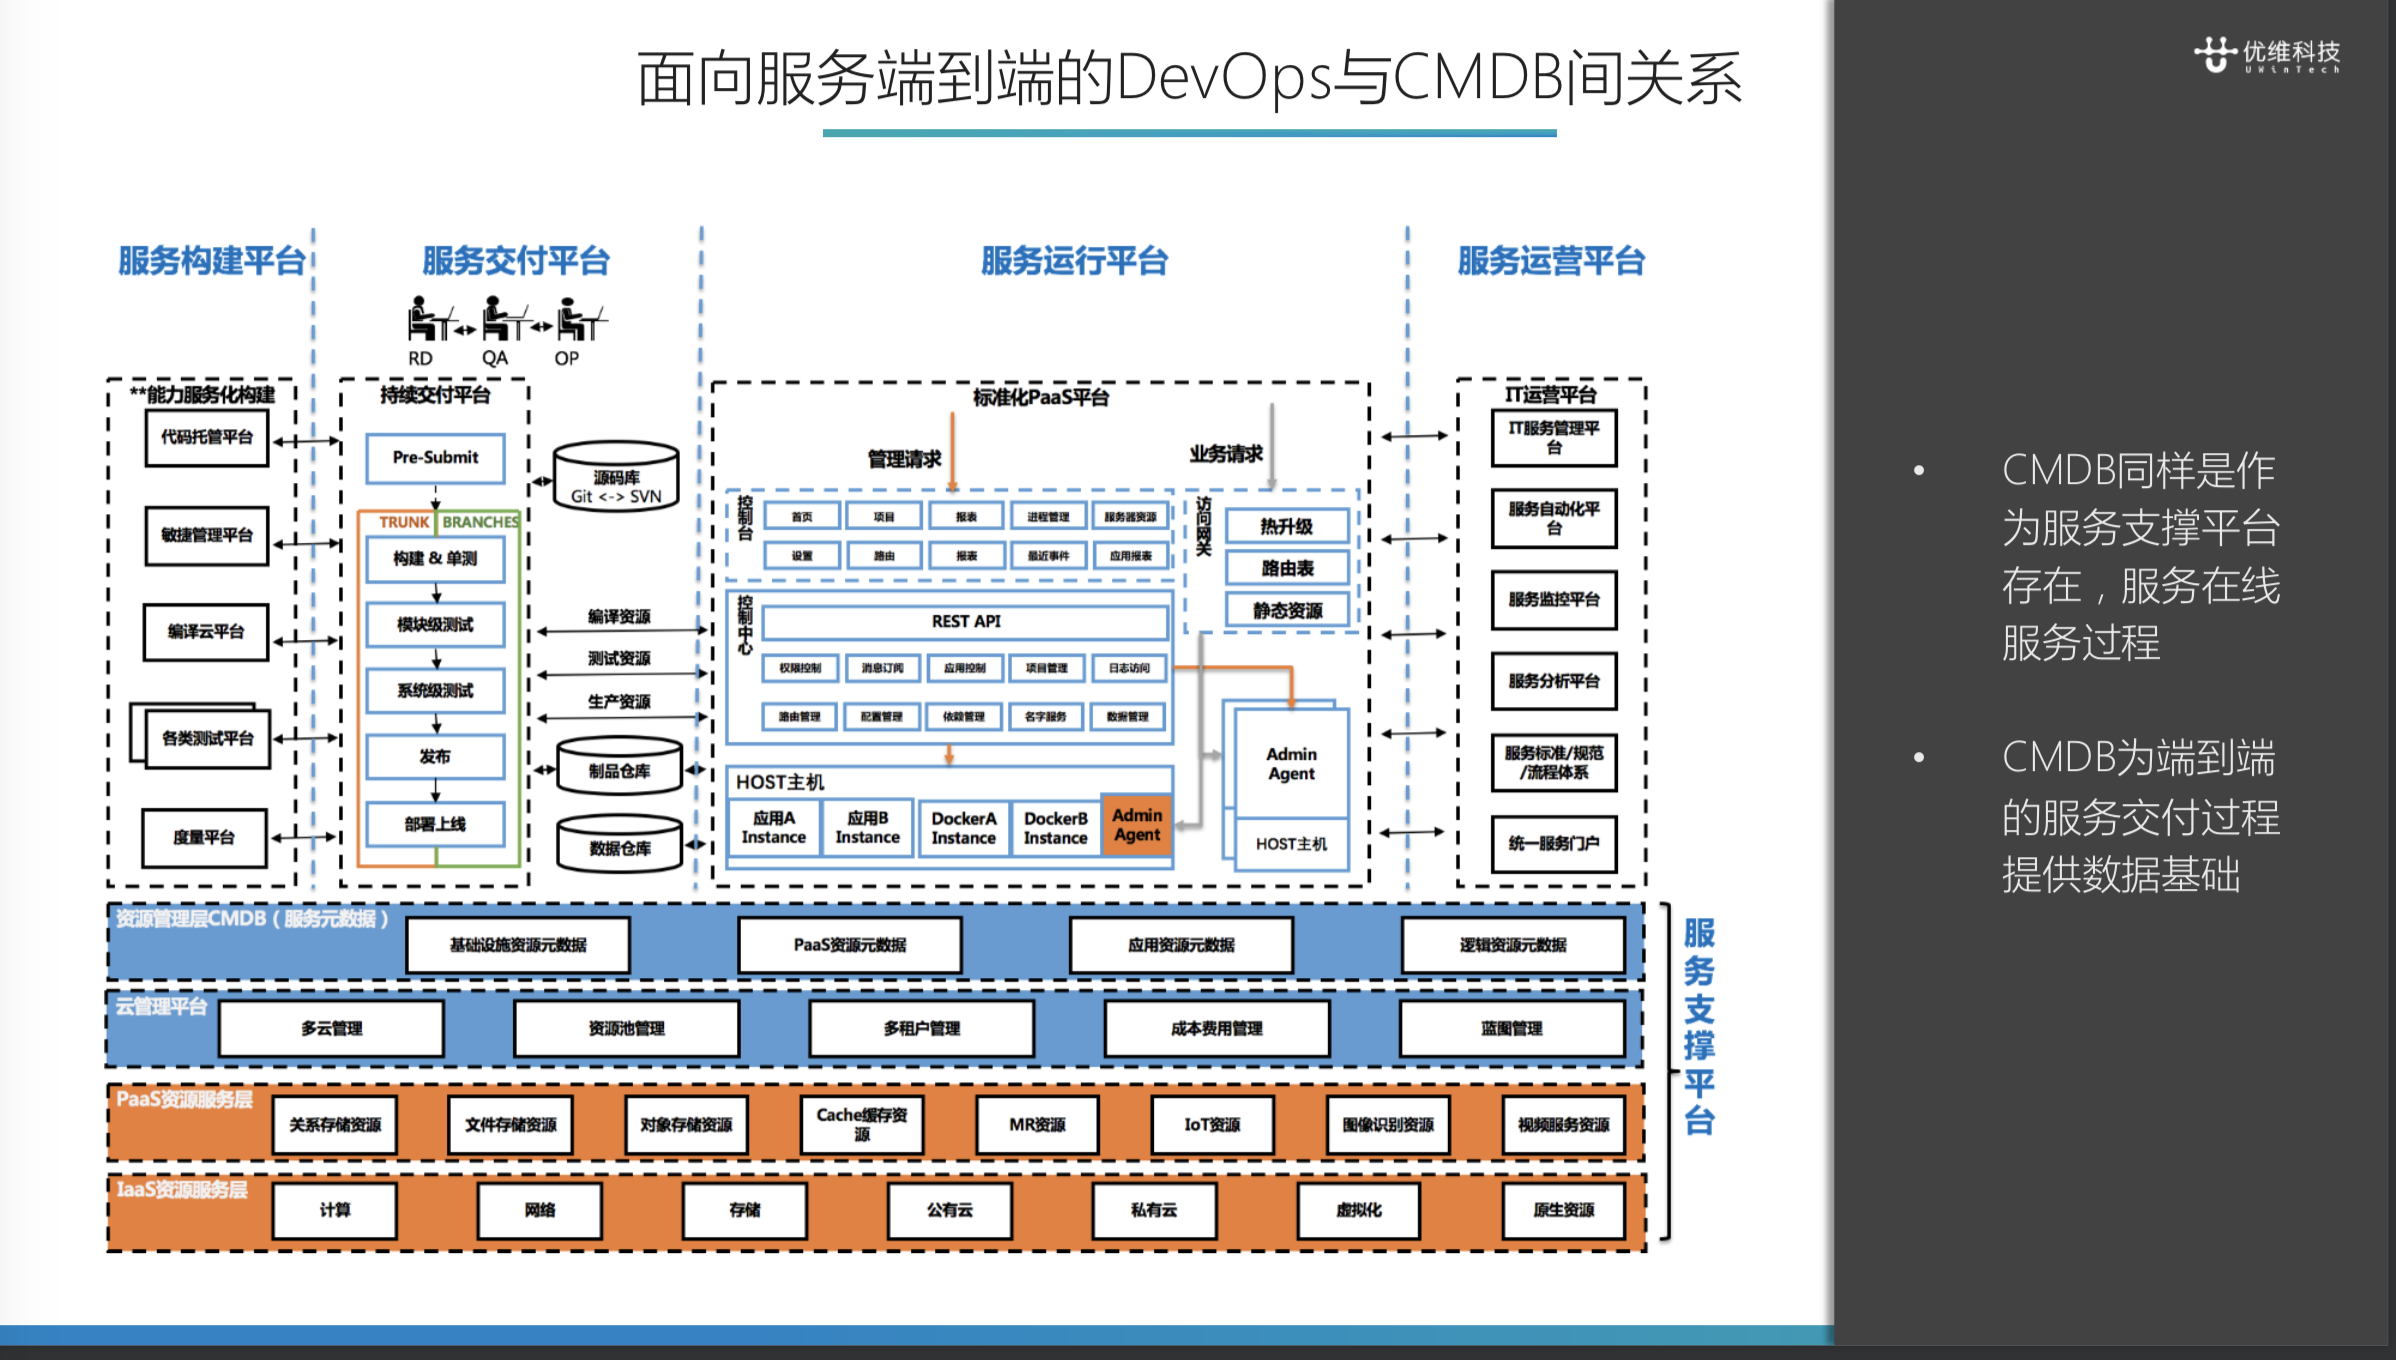 面向服务端到端的DevOps与CMDB间关系
优维科技
UWinTech
服务构建平台
服务交付平台
服务运行平台
服务运营平台
RD
QA
OP
**能力服务化构建
代码托管平台
敏捷管理平台
编译云平台
各类测试平台
度量平台
持续交付平台
Pre-Submit
TRUNK
BRANCHES
构建 & 单测
模块级测试
系统级测试
发布
部署上线
源码库
Git <-> SVN
编译资源
测试资源
生产资源
制品仓库
数据仓库
标准化PaaS平台
管理请求
业务请求
控制台
首页
项目
报表
进程管理
服务器资源
设置
路由
报表
最近事件
应用报表
访问网关
热升级
路由表
静态资源
控制中心
REST API
权限控制
消息订阅
应用控制
项目管理
日志访问
路由管理
配置管理
依赖管理
名字服务
数据管理
HOST主机
应用A
Instance
应用B
Instance
DockerA
Instance
DockerB
Instance
Admin
Agent
Admin
Agent
HOST主机
IT运营平台
IT服务管理平
台
服务自动化平
台
服务监控平台
服务分析平台
服务标准/规范
/流程体系
统一服务门户
资源管理层CMDB（服务元数据）
基础设施资源元数据
PaaS资源元数据
应用资源元数据
逻辑资源元数据
云管理平台
多云管理
资源池管理
多租户管理
成本费用管理
蓝图管理
PaaS资源服务层
关系存储资源
文件存储资源
对象存储资源
Cache缓存资
源
MR资源
IoT资源
图像识别资源
视频服务资源
IaaS资源服务层
计算
网络
存储
公有云
私有云
虚拟化
原生资源
服务支撑平台
• CMDB同样是作
为服务支撑平台
存在，服务在线
服务过程
• CMDB为端到端
的服务交付过程
提供数据基础